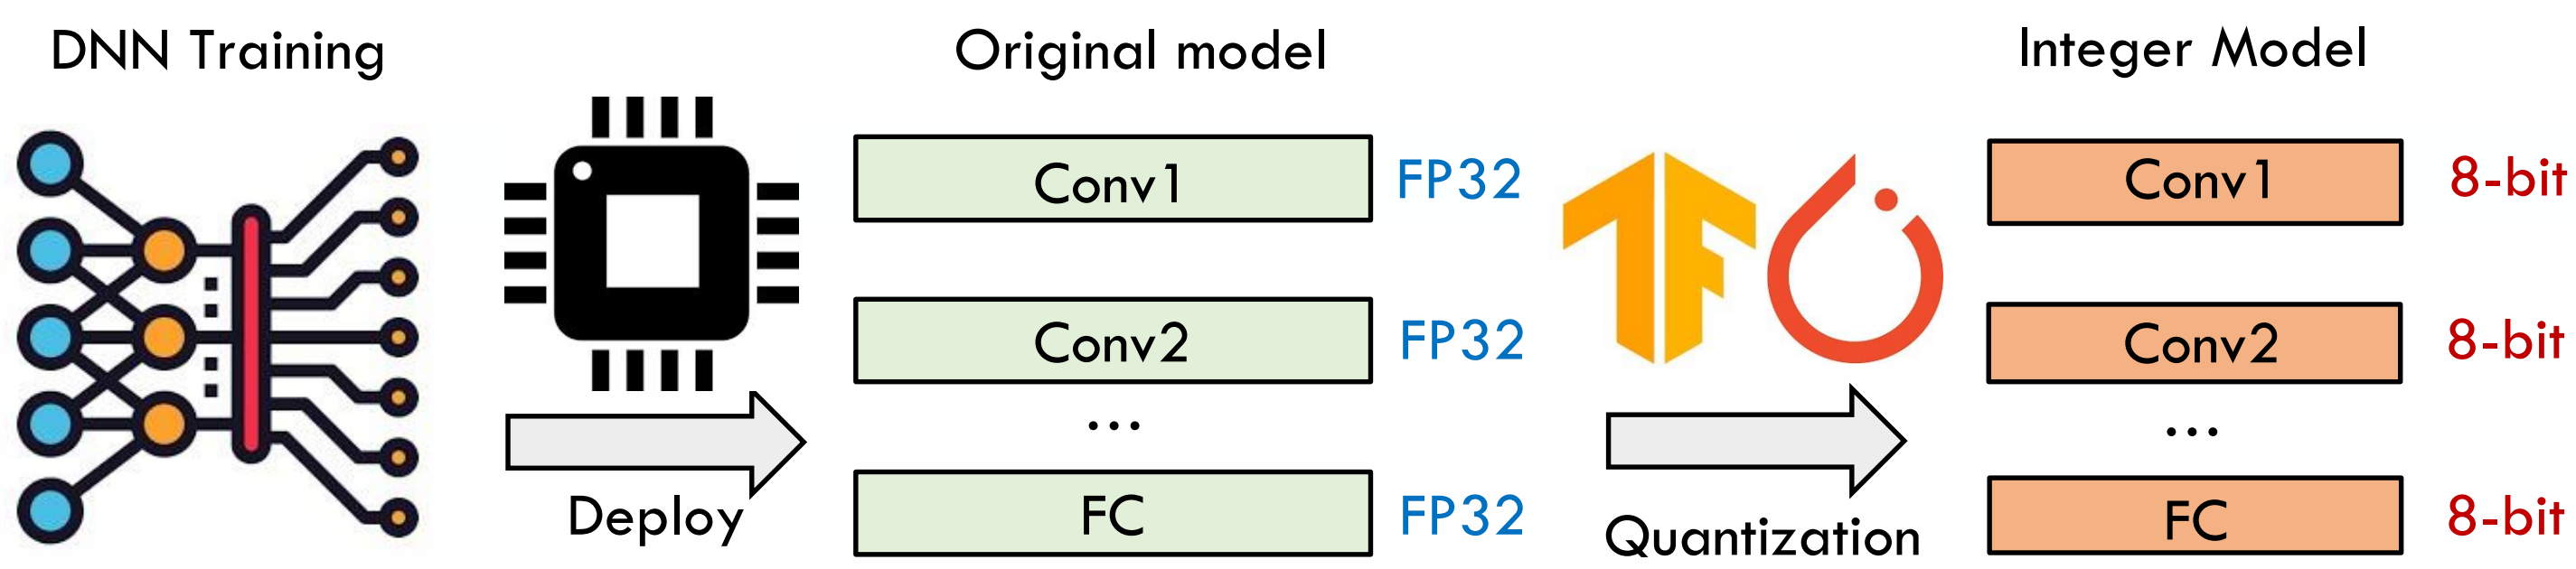 DNN Training
Deploy
Original model
Conv1 FP32
Conv2 FP32
...
FC FP32
TF
Quantization
Integer Model
Conv1 8-bit
Conv2 8-bit
...
FC 8-bit